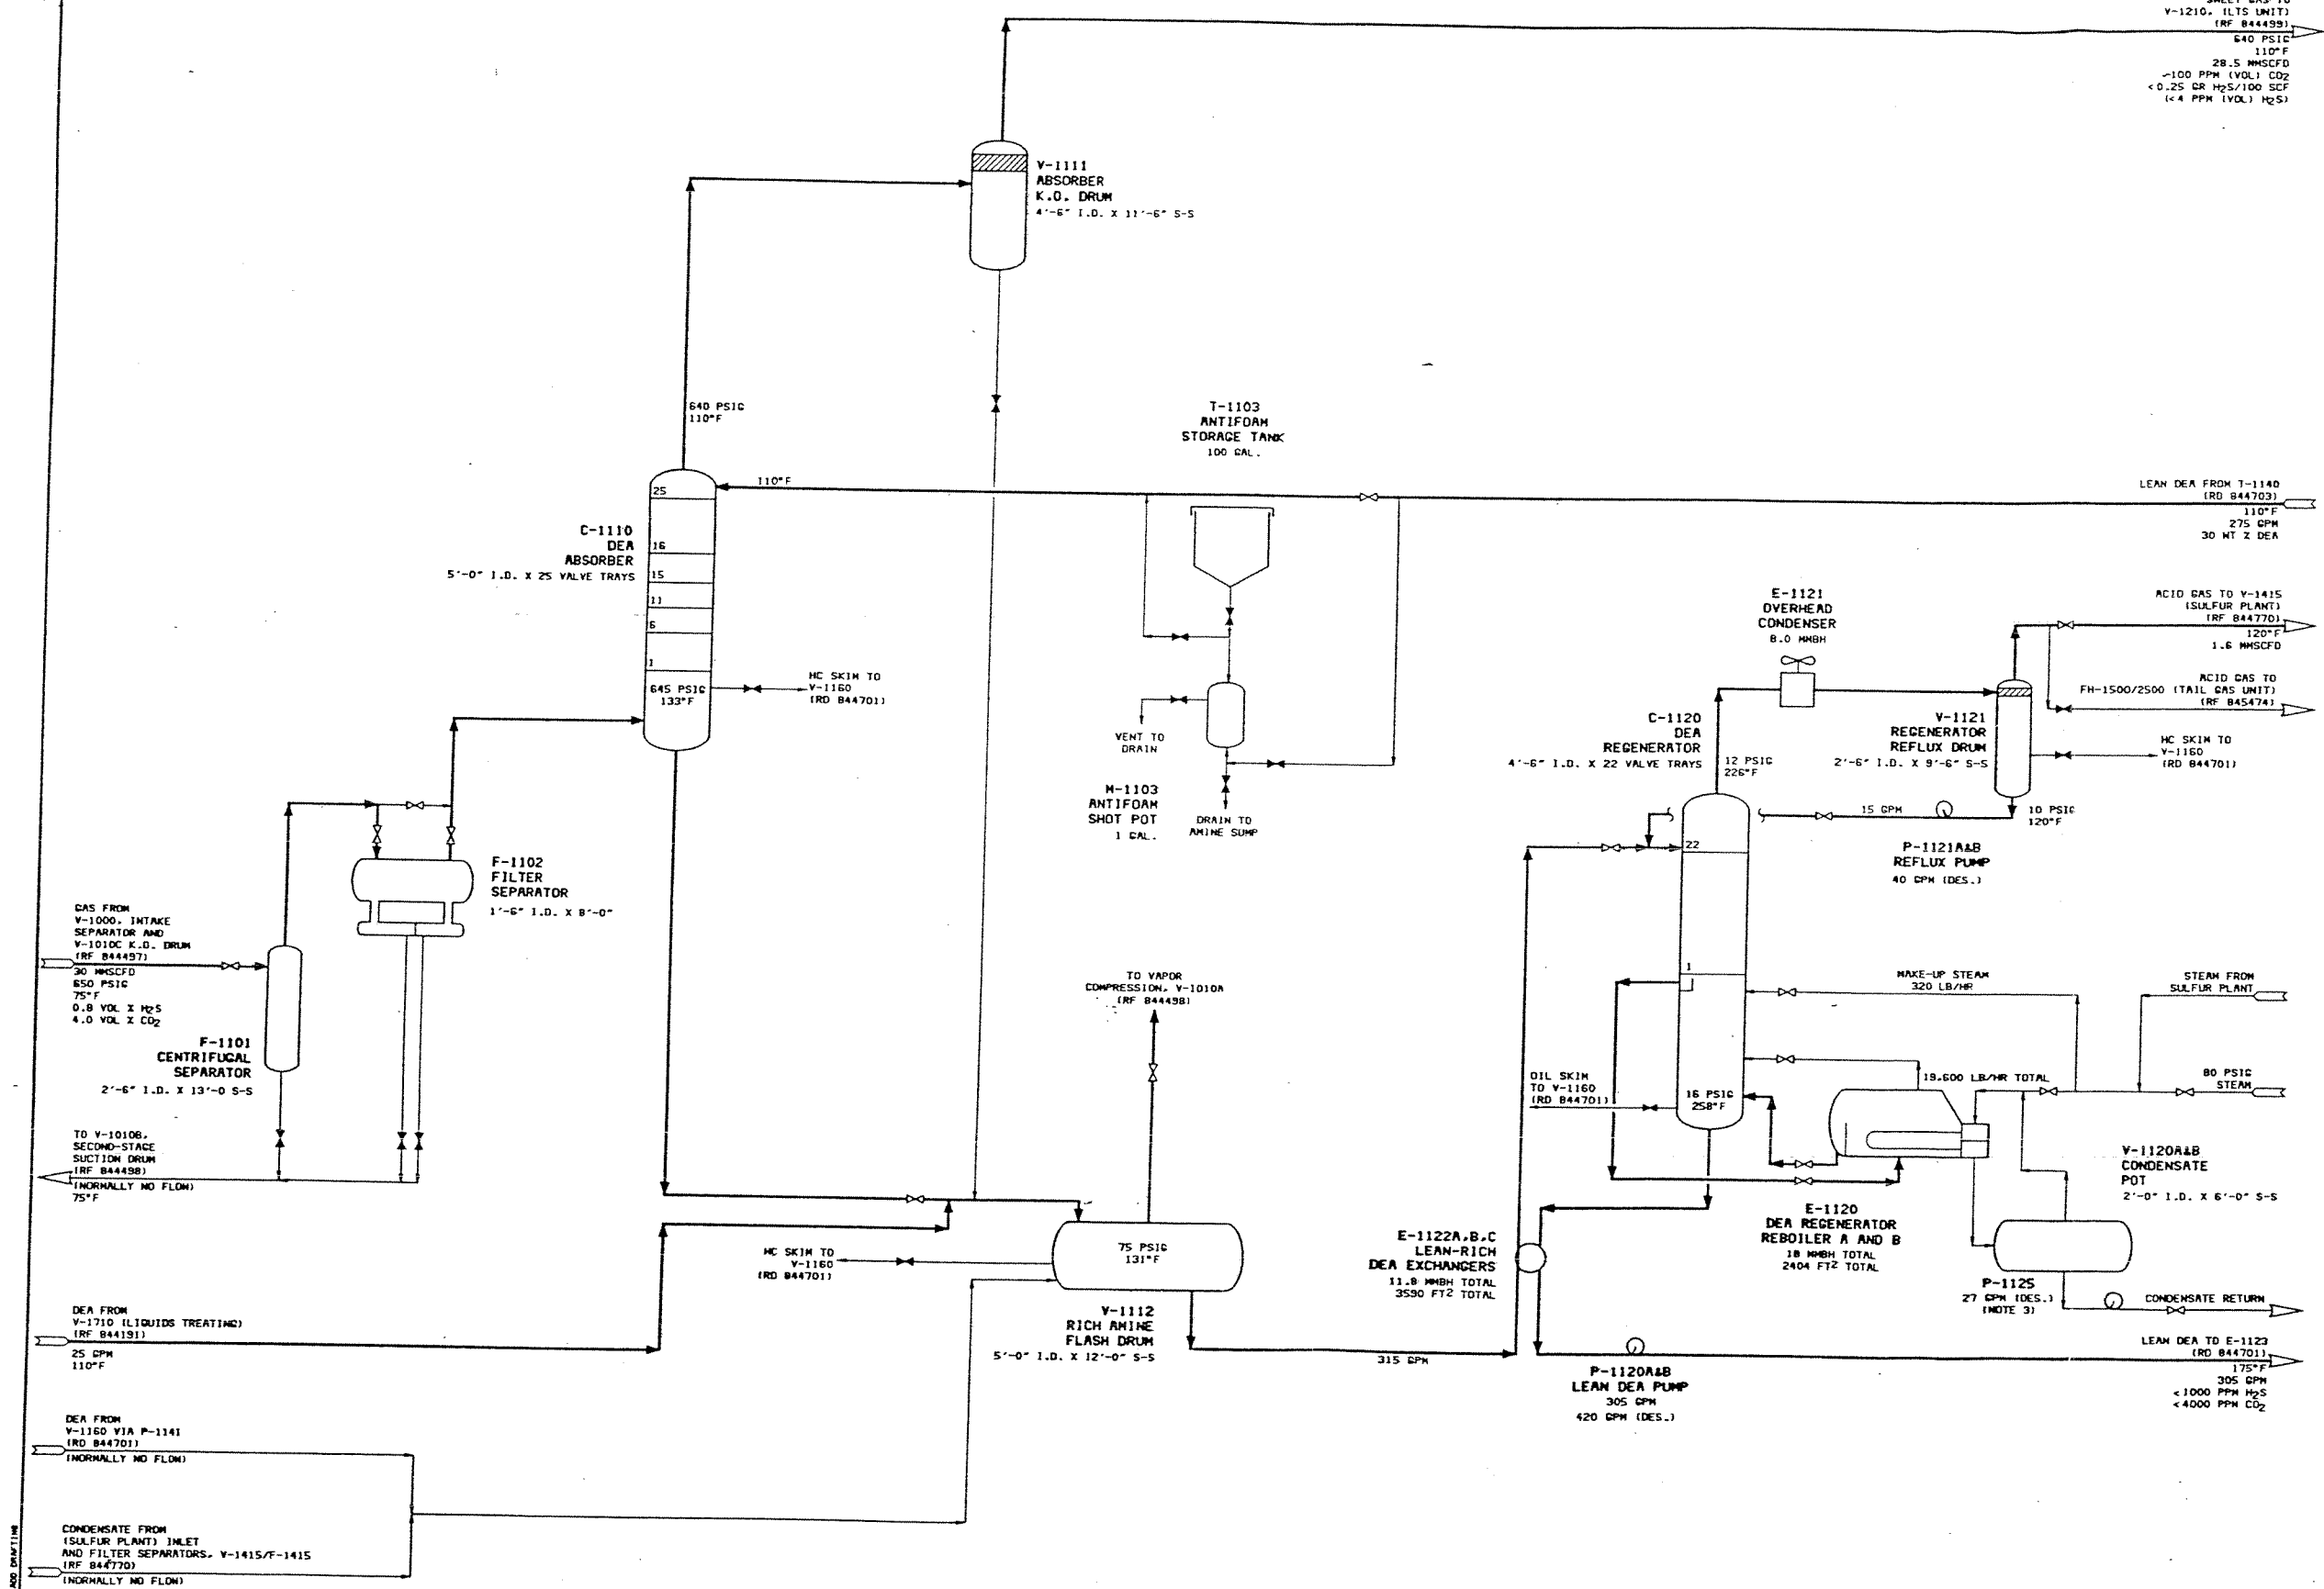 V-1210, (LTS UNIT)
(RF 844499)
640 PSIG
110°F
28.5 MMSCFD
~100 PPM (VOL) CO2
<0.25 GR H2S/100 SCF
(<4 PPM (VOL) H2S)
V-1111
ABSORBER
K.O. DRUM
4'-6" I.D. X 11'-6" S-S
640 PSIG
110°F
T-1103
ANTIFOAM
STORAGE TANK
100 GAL.
110°F
LEAN DEA FROM T-1140
(RD 844703)
110°F
275 GPM
30 WT % DEA
C-1110
DEA
ABSORBER
5'-0" I.D. X 25 VALVE TRAYS
25
16
15
11
6
1
645 PSIG
133°F
HC SKIM TO
V-1160
(RD 844701)
VENT TO
DRAIN
M-1103
ANTIFOAM
SHOT POT
1 GAL.
DRAIN TO
AMINE SUMP
E-1121
OVERHEAD
CONDENSER
8.0 MMBH
ACID GAS TO V-1415
(SULFUR PLANT)
(RF 844770)
120°F
1.6 MMSCFD
ACID GAS TO
FH-1500/2500 (TAIL GAS UNIT)
(RF 845474)
C-1120
DEA
REGENERATOR
4'-6" I.D. X 22 VALVE TRAYS
12 PSIG
226°F
V-1121
REGENERATOR
REFLUX DRUM
2'-6" I.D. X 9'-6" S-S
HC SKIM TO
V-1160
(RD 844701)
15 GPM
10 PSIG
120°F
P-1121A&B
REFLUX PUMP
40 GPM (DES.)
22
1
F-1102
FILTER
SEPARATOR
1'-6" I.D. X 8'-0"
GAS FROM
V-1000, INTAKE
SEPARATOR AND
V-1010C K.O. DRUM
(RF 844497)
30 MMSCFD
650 PSIG
75°F
0.8 VOL % H2S
4.0 VOL % CO2
F-1101
CENTRIFUGAL
SEPARATOR
2'-6" I.D. X 13'-0 S-S
TO V-1010B,
SECOND-STAGE
SUCTION DRUM
(RF 844498)
(NORMALLY NO FLOW)
75°F
TO VAPOR
COMPRESSION, V-1010A
(RF 844498)
MAKE-UP STEAM
320 LB/HR
STEAM FROM
SULFUR PLANT
OIL SKIM
TO V-1160
(RD 844701)
16 PSIG
258°F
19,600 LB/HR TOTAL
80 PSIG
STEAM
V-1120A&B
CONDENSATE
POT
2'-0" I.D. X 6'-0" S-S
E-1120
DEA REGENERATOR
REBOILER A AND B
18 MMBH TOTAL
2404 FT2 TOTAL
P-1125
27 GPM (DES.)
(NOTE 3)
CONDENSATE RETURN
HC SKIM TO
V-1160
(RD 844701)
75 PSIG
131°F
E-1122A,B,C
LEAN-RICH
DEA EXCHANGERS
11.8 MMBH TOTAL
3590 FT2 TOTAL
V-1112
RICH AMINE
FLASH DRUM
5'-0" I.D. X 12'-0" S-S
DEA FROM
V-1710 (LIQUIDS TREATING)
(RF 844191)
25 GPM
110°F
315 GPM
P-1120A&B
LEAN DEA PUMP
305 GPM
420 GPM (DES.)
LEAN DEA TO E-1123
(RD 844701)
175°F
305 GPM
<1000 PPM H2S
<4000 PPM CO2
DEA FROM
V-1160 VIA P-1141
(RD 844701)
(NORMALLY NO FLOW)
CONDENSATE FROM
(SULFUR PLANT) INLET
AND FILTER SEPARATORS, V-1415/F-1415
(RF 844770)
(NORMALLY NO FLOW)
DRAFTING